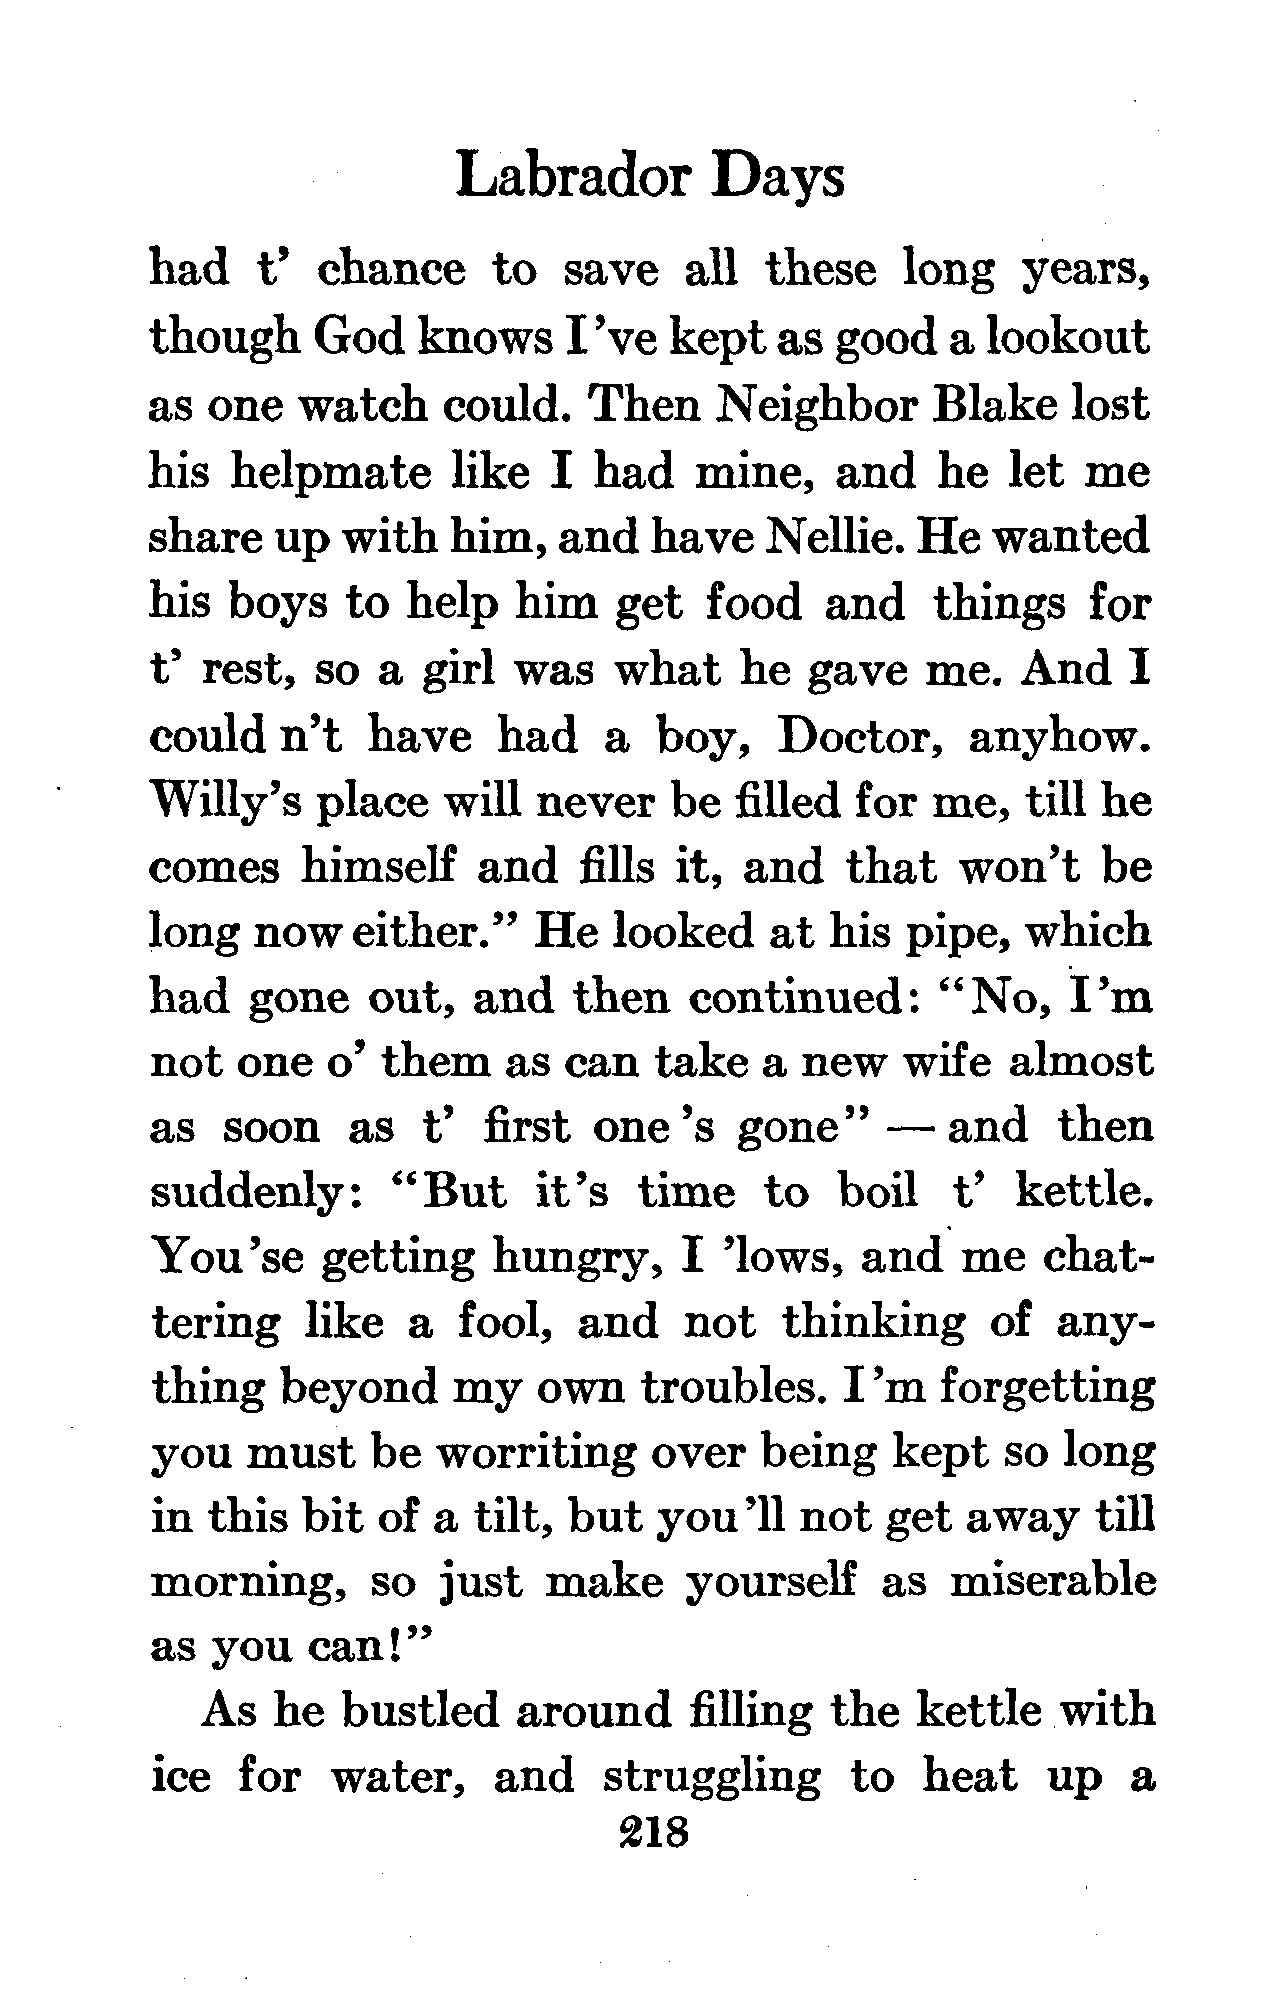 Labrador Days
had t' chance to save all these long years,
though God knows I've kept as good a lookout
as one watch could. Then Neighbor Blake lost
his helpmate like I had mine, and he let me
share up with him, and have Nellie. He wanted
his boys to help him get food and things for
t' rest, so a girl was what he gave me. And I
could n't have had a boy, Doctor, anyhow.
Willy's place will never be filled for me, till he
comes himself and fills it, and that won't be
long now either." He looked at his pipe, which
had gone out, and then continued: "No, I'm
not one o' them as can take a new wife almost
as soon as t' first one 's gone" — and then
suddenly: "But it's time to boil t' kettle.
You'se getting hungry, I 'lows, and me chat-
tering like a fool, and not thinking of any-
thing beyond my own troubles. I'm forgetting
you must be worriting over being kept so long
in this bit of a tilt, but you'll not get away till
morning, so just make yourself as miserable
as you can!"
As he bustled around filling the kettle with
ice for water, and struggling to heat up a
218